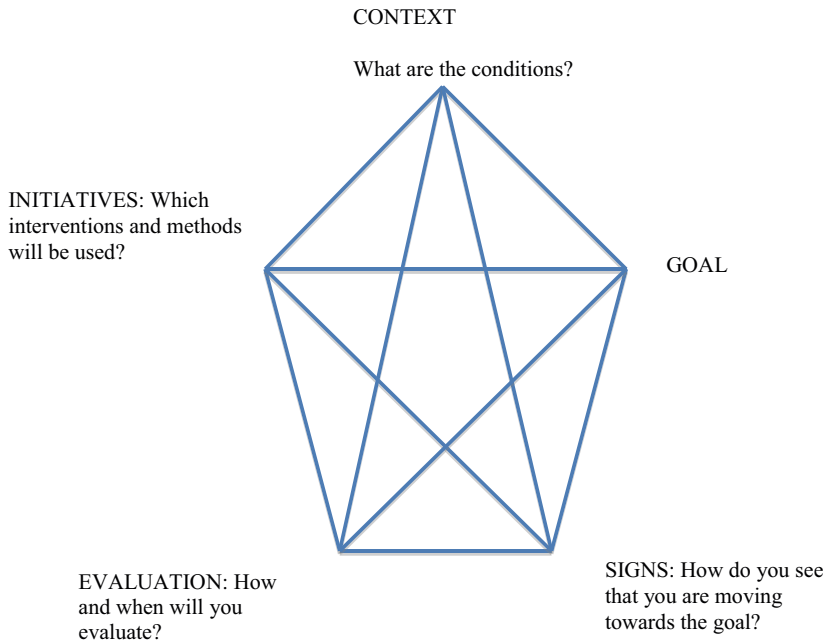 CONTEXT
What are the conditions?
INITIATIVES: Which
interventions and methods
will be used?
GOAL
EVALUATION: How
and when will you
evaluate?
SIGNS: How do you see
that you are moving
towards the goal?